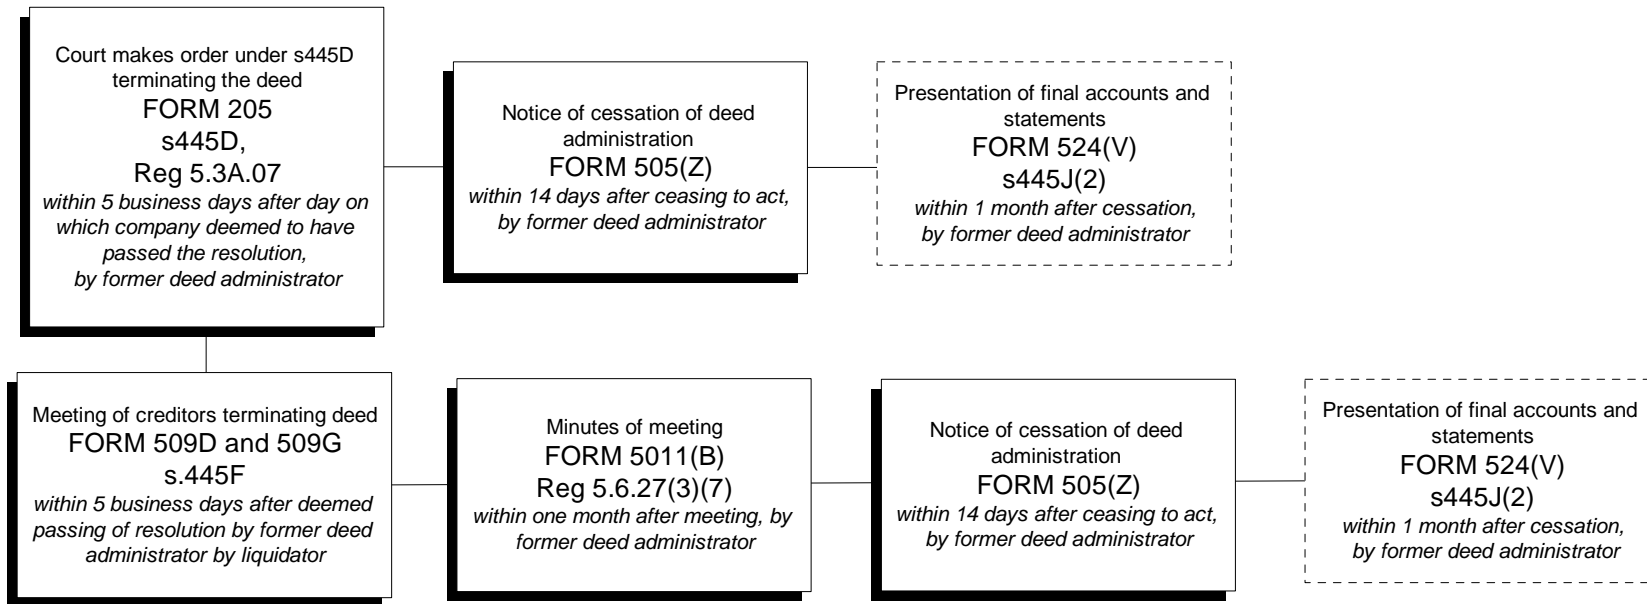 Court makes order under s445D
terminating the deed
FORM 205
s445D,
Reg 5.3A.07
within 5 business days after day on
which company deemed to have
passed the resolution,
by former deed administrator
Notice of cessation of deed
administration
FORM 505(Z)
within 14 days after ceasing to act,
by former deed administrator
Presentation of final accounts and
statements
FORM 524(V)
s445J(2)
within 1 month after cessation,
by former deed administrator
Meeting of creditors terminating deed
FORM 509D and 509G
s.445F
within 5 business days after deemed
passing of resolution by former deed
administrator by liquidator
Minutes of meeting
FORM 5011(B)
Reg 5.6.27(3)(7)
within one month after meeting, by
former deed administrator
Notice of cessation of deed
administration
FORM 505(Z)
within 14 days after ceasing to act,
by former deed administrator
Presentation of final accounts and
statements
FORM 524(V)
s445J(2)
within 1 month after cessation,
by former deed administrator